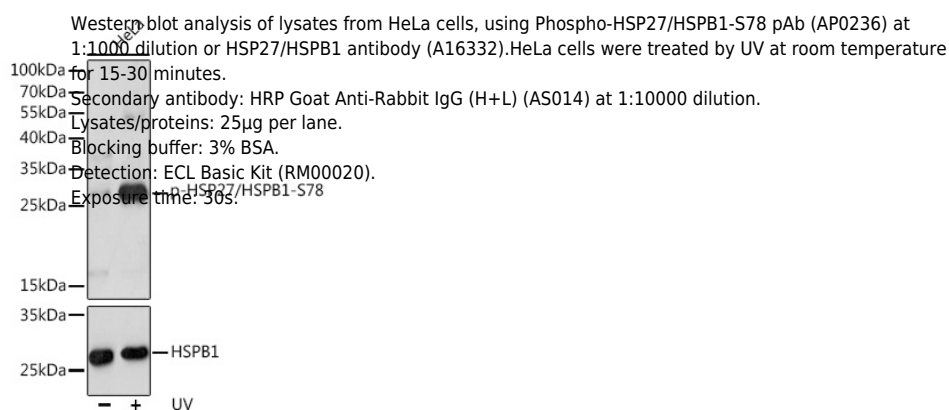 Western blot analysis of lysates from HeLa cells, using Phospho-HSP27/HSPB1-S78 pAb (AP0236) at
1:1000 dilution or HSP27/HSPB1 antibody (A16332).HeLa cells were treated by UV at room temperature
for 15-30 minutes.
Secondary antibody: HRP Goat Anti-Rabbit IgG (H+L) (AS014) at 1:10000 dilution.
Lysates/proteins: 25μg per lane.
Blocking buffer: 3% BSA.
Detection: ECL Basic Kit (RM00020).
Exposure time: 30s.
HeLa
100kDa
70kDa
55kDa
40kDa
35kDa
25kDa
p-HSP27/HSPB1-S78
15kDa
35kDa
HSPB1
25kDa
− + UV